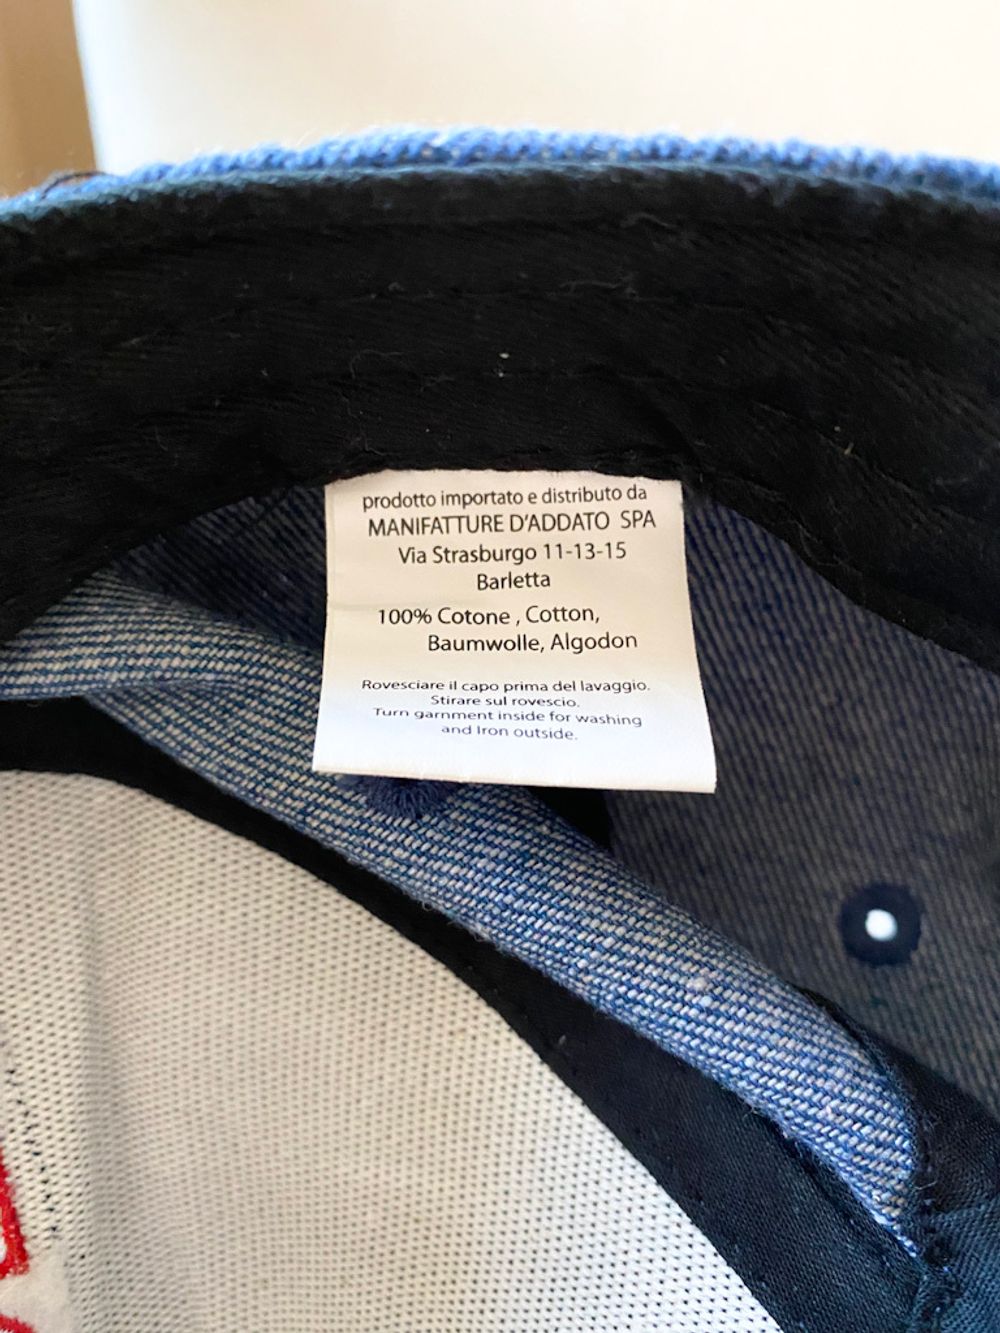 prodotto importato e distributo da
MANIFATTURE D'ADDATO SPA
Via Strasburgo 11-13-15
Barletta
100% Cotone , Cotton,
Baumwolle, Algodon
Rovesciare il capo prima del lavaggio.
Stirare sul rovescio.
Turn garnment inside for washing
and Iron outside.